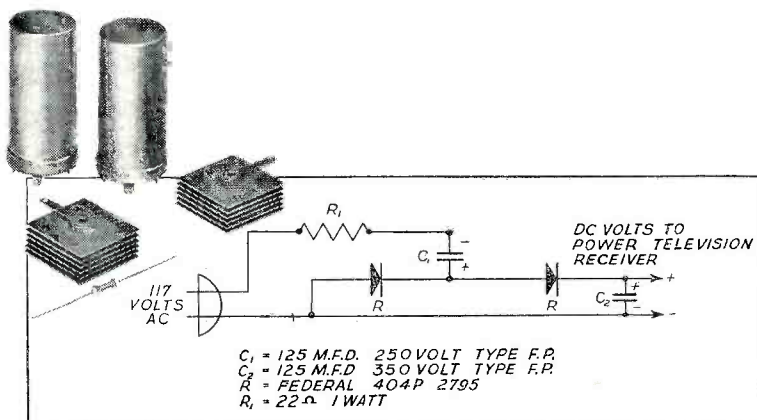 R₁
C₁
-
+
DC VOLTS TO
POWER TELEVISION
RECEIVER
+
-
117
VOLTS
AC
R
R
C₂
+
-
C₁ = 125 M.F.D. 250 VOLT TYPE F.P.
C₂ = 125 M.F.D 350 VOLT TYPE F.P.
R = FEDERAL 404P 2795
R₁ = 22Ω 1 WATT